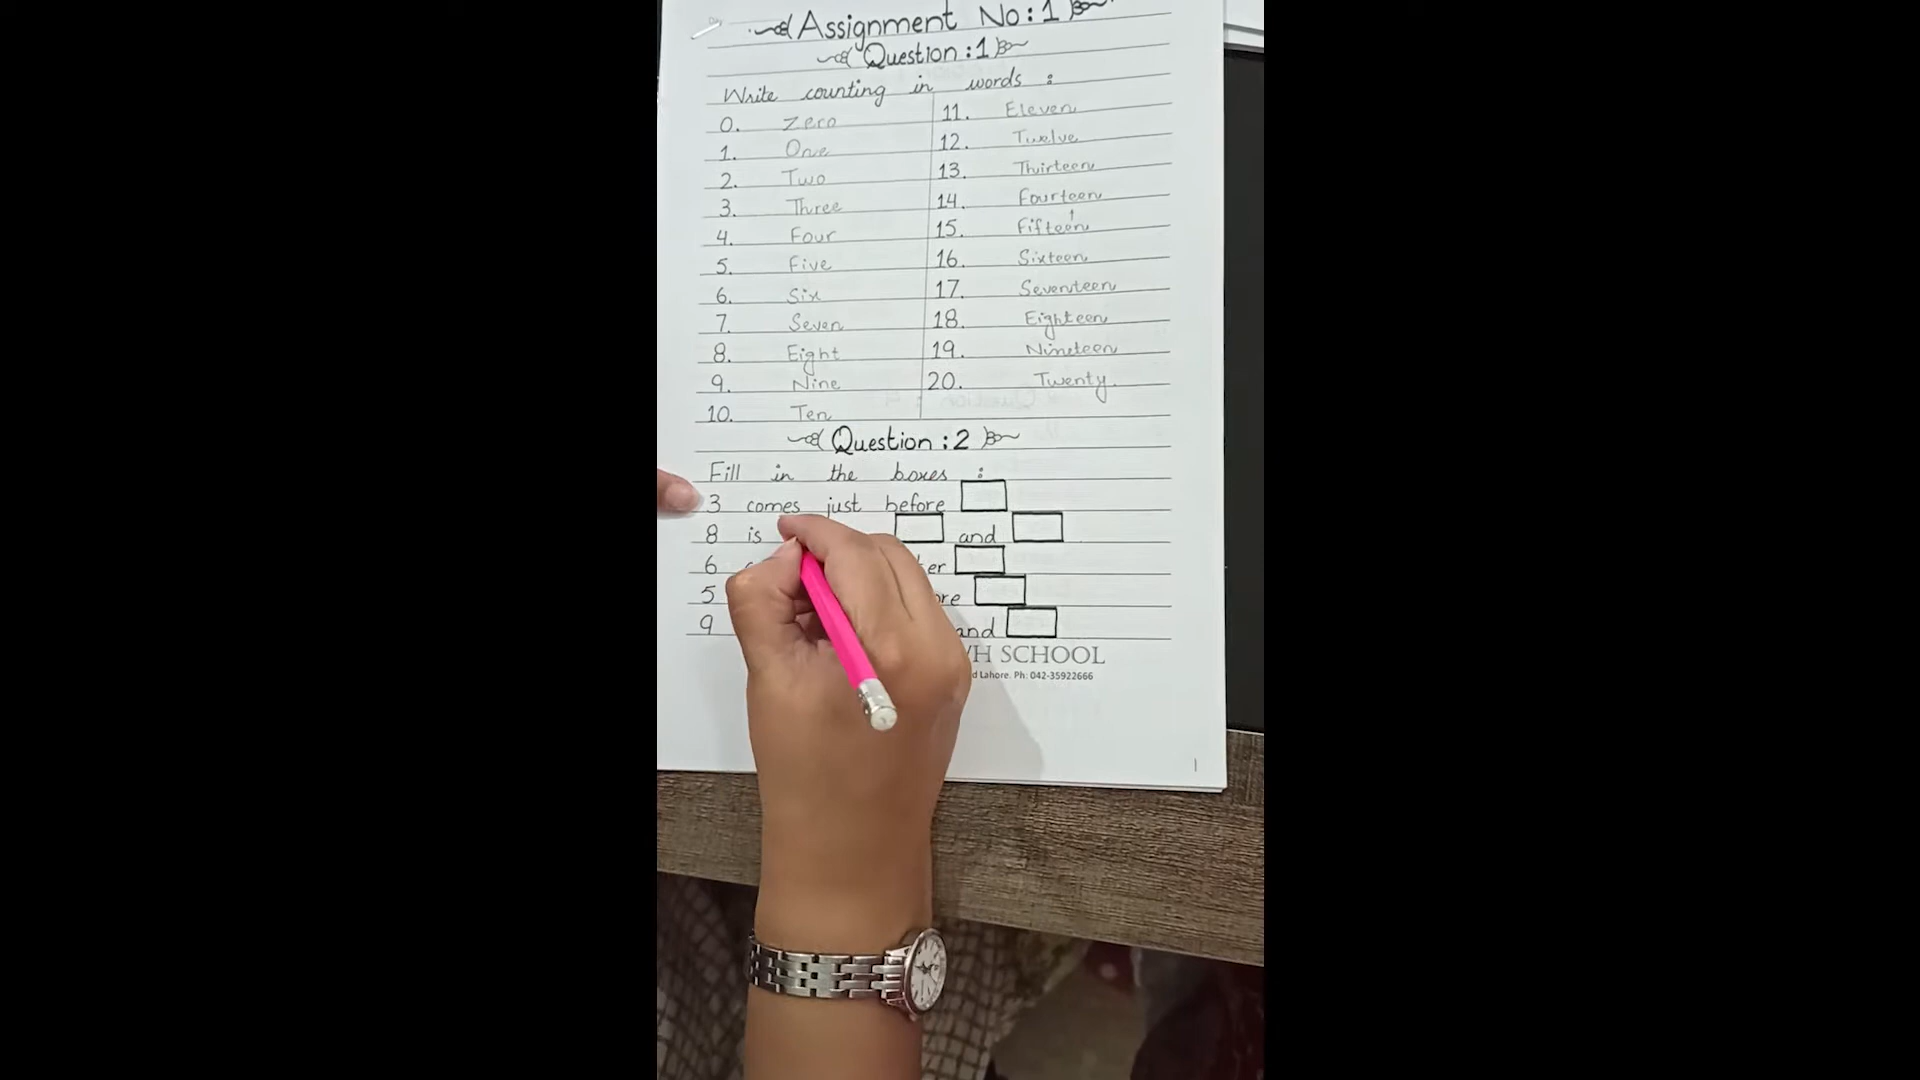 Assignment No:1
Question:1
Write counting in words:
0. Zero
1. One
2. Two
3. Three
4. Four
5. Five
6. Six
7. Seven
8. Eight
9. Nine
10. Ten
11. Eleven
12. Twelve
13. Thirteen
14. Fourteen
15. Fifteen
16. Sixteen
17. Seventeen
18. Eighteen
19. Nineteen
20. Twenty.
Question:2
Fill in the boxes:
3 comes just before
8 is and
6
5
9 and
SCHOOL
Lahore. Ph: 042-35922666
1